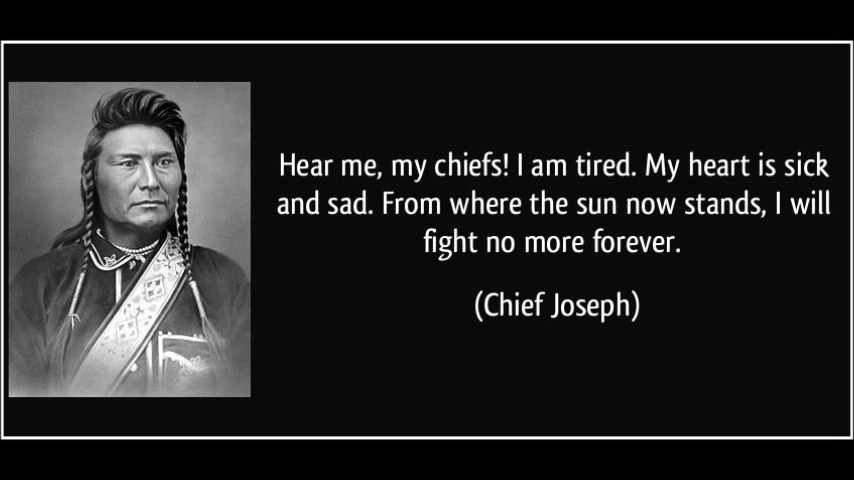 Hear me, my chiefs! I am tired. My heart is sick
and sad. From where the sun now stands, I will
fight no more forever.
(Chief Joseph)